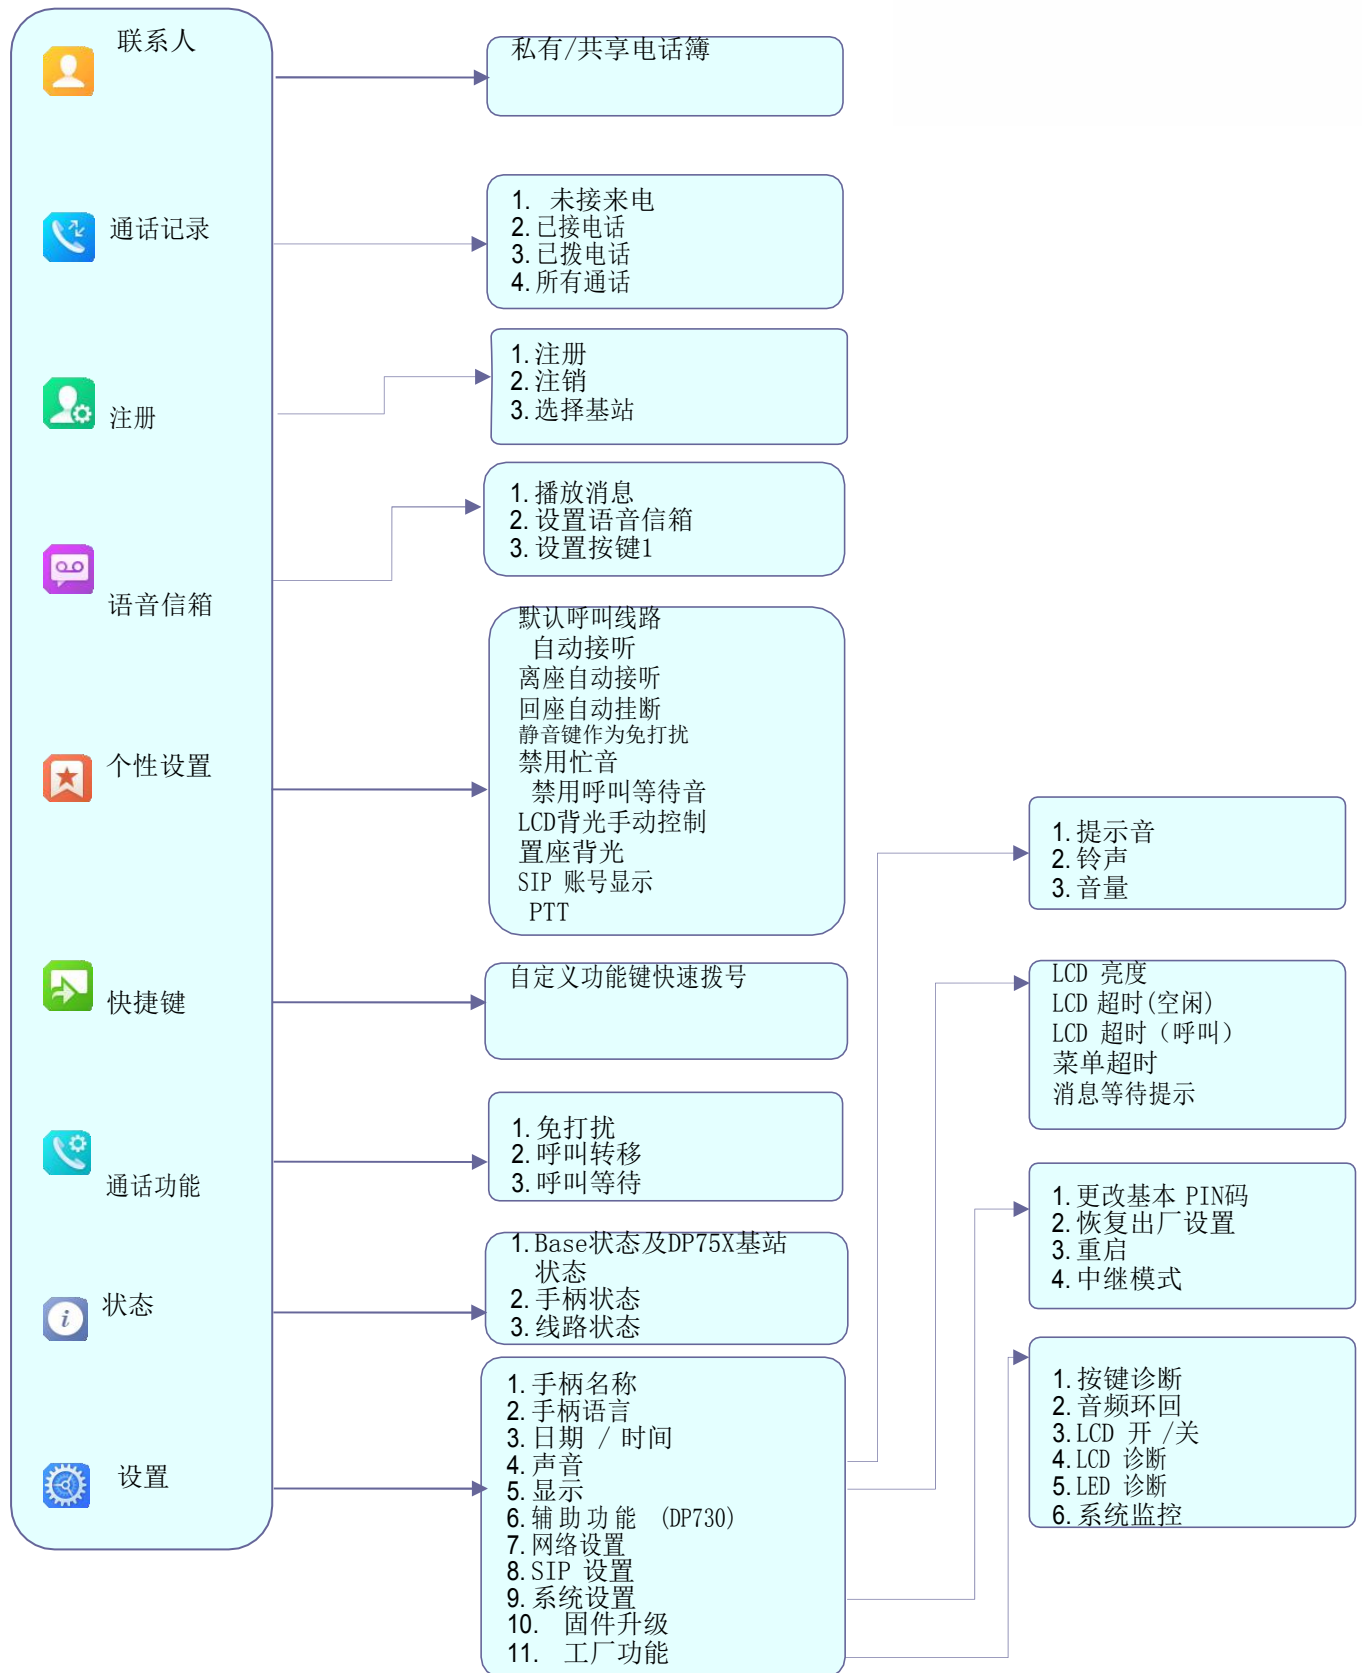 联系人
私有/共享电话簿
通话记录
1. 未接来电
2. 已接电话
3. 已拨电话
4. 所有通话
注册
1. 注册
2. 注销
3. 选择基站
语音信箱
1. 播放消息
2. 设置语音信箱
3. 设置按键1
个性设置
默认呼叫线路
自动接听
离座自动接听
回座自动挂断
静音键作为免打扰
禁用忙音
禁用呼叫等待音
LCD背光手动控制
置座背光
SIP 账号显示
PTT
快捷键
自定义功能键快速拨号
通话功能
1. 免打扰
2. 呼叫转移
3. 呼叫等待
状态
1. Base状态及DP75X基站
状态
2. 手柄状态
3. 线路状态
设置
1. 手柄名称
2. 手柄语言
3. 日期 / 时间
4. 声音
5. 显示
6. 辅助功能 (DP730)
7. 网络设置
8. SIP 设置
9. 系统设置
10. 固件升级
11. 工厂功能
1. 提示音
2. 铃声
3. 音量
LCD 亮度
LCD 超时(空闲)
LCD 超时（呼叫）
菜单超时
消息等待提示
1. 更改基本 PIN码
2. 恢复出厂设置
3. 重启
4. 中继模式
1. 按键诊断
2. 音频环回
3. LCD 开 /关
4. LCD 诊断
5. LED 诊断
6. 系统监控